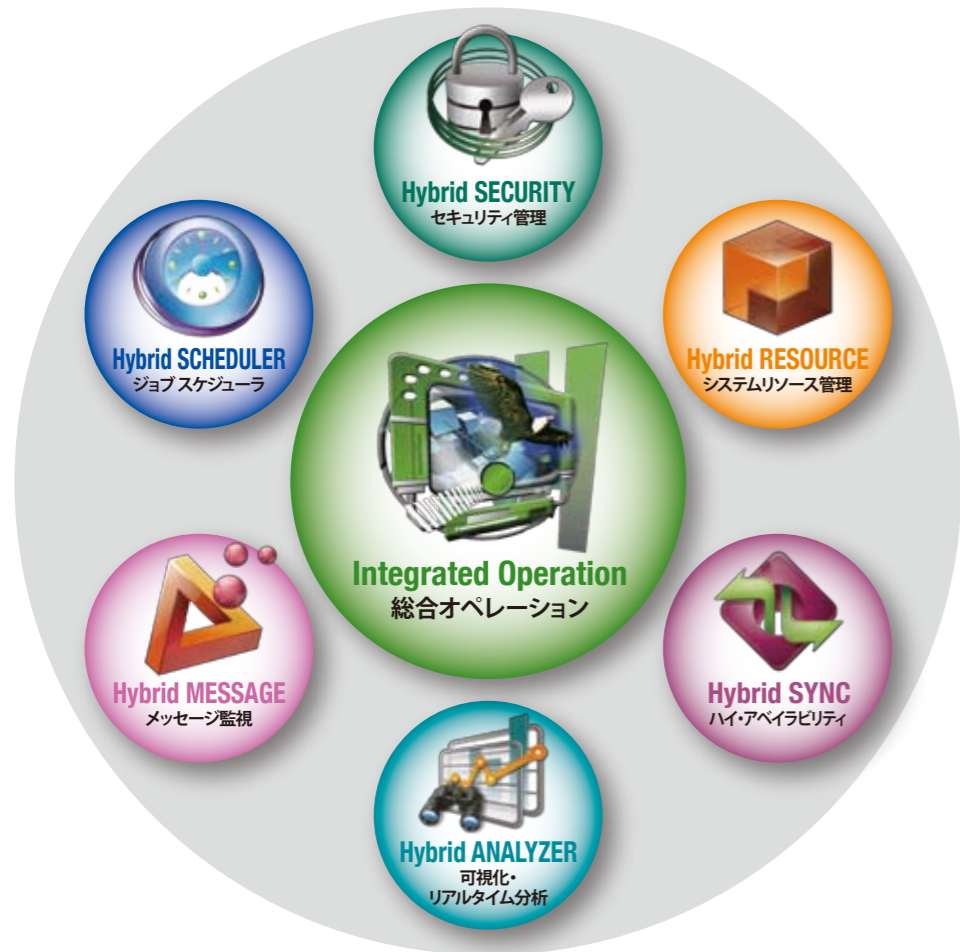 Hybrid SECURITY
セキュリティ管理
Hybrid SCHEDULER
ジョブ スケジューラ
Hybrid RESOURCE
システムリソース管理
Integrated Operation
総合オペレーション
Hybrid MESSAGE
メッセージ監視
Hybrid SYNC
ハイ・アベイラビリティ
Hybrid ANALYZER
可視化・
リアルタイム分析